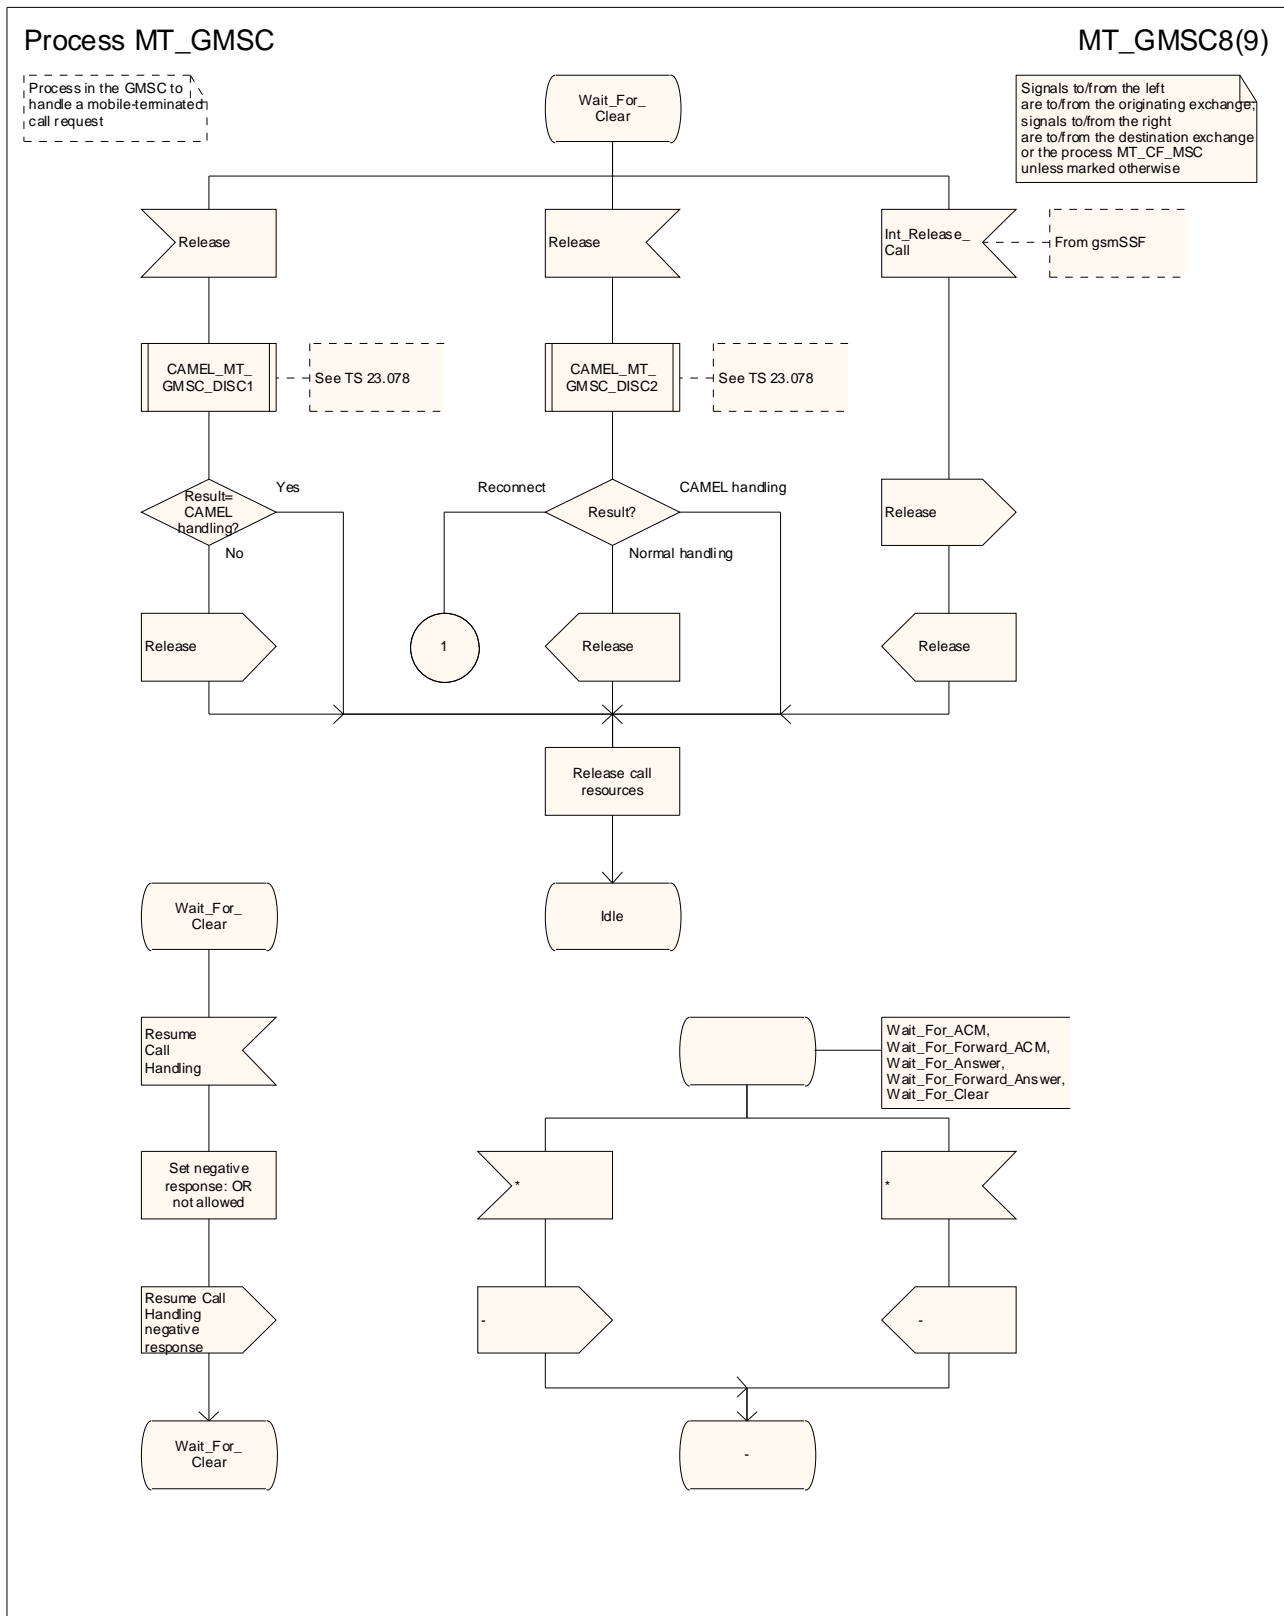 Process MT_GMSC
MT_GMSC8(9)
Process in the GMSC to
handle a mobile-terminated
call request
Wait_For_
Clear
Signals to/from the left
are to/from the originating exchange;
signals to/from the right
are to/from the destination exchange
or the process MT_CF_MSC
unless marked otherwise
Release
Release
Int_Release_
Call
From gsmSSF
CAMEL_MT_
GMSC_DISC1
See TS 23.078
CAMEL_MT_
GMSC_DISC2
See TS 23.078
Result=
CAMEL
handling?
Yes
No
Reconnect
Result?
CAMEL handling
Normal handling
Release
Release
1
Release
Release
Release call
resources
Idle
Wait_For_
Clear
Resume
Call
Handling
Set negative
response: OR
not allowed
Resume Call
Handling
negative
response
Wait_For_
Clear
Wait_For_ACM,
Wait_For_Forward_ACM,
Wait_For_Answer,
Wait_For_Forward_Answer,
Wait_For_Clear
*
*
-
-
-